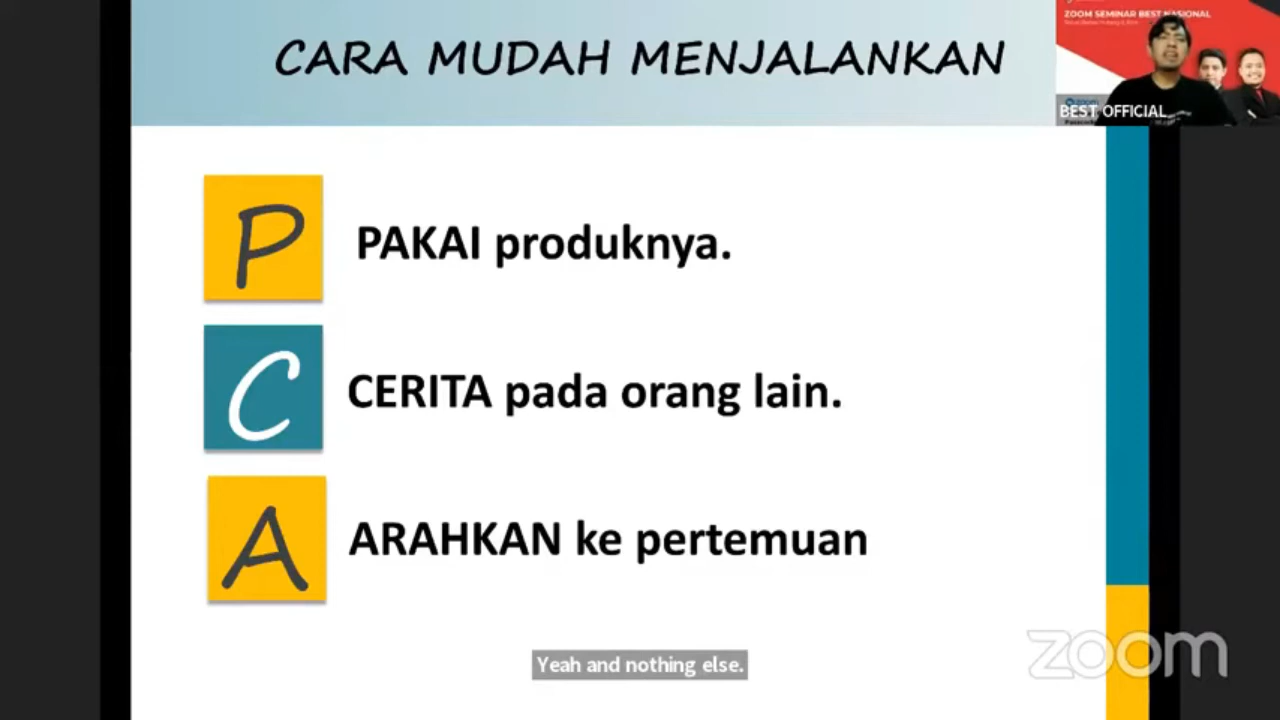 CARA MUDAH MENJALANKAN
ZOOM SEMINAR BEST NASIONAL
BEST OFFICIAL
P
PAKAI produknya.
C
CERITA pada orang lain.
A
ARAHKAN ke pertemuan
Yeah and nothing else.
zoom